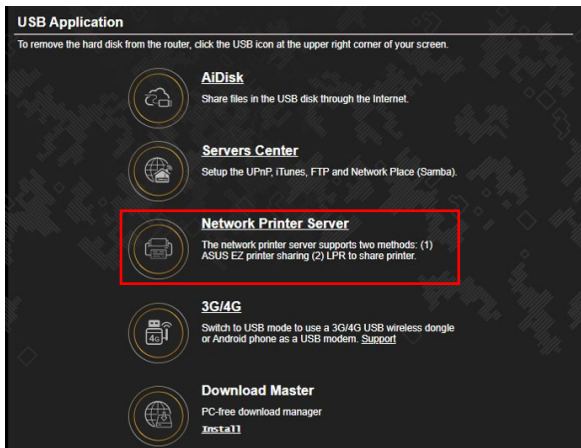 USB Application
To remove the hard disk from the router, click the USB icon at the upper right corner of your screen.
AiDisk
Share files in the USB disk through the Internet.
Servers Center
Setup the UPnP, iTunes, FTP and Network Place (Samba).
Network Printer Server
The network printer server supports two methods: (1)
ASUS EZ printer sharing (2) LPR to share printer.
3G/4G
4G
Switch to USB mode to use a 3G/4G USB wireless dongle
or Android phone as a USB modem. Support
Download Master
PC-free download manager
Install